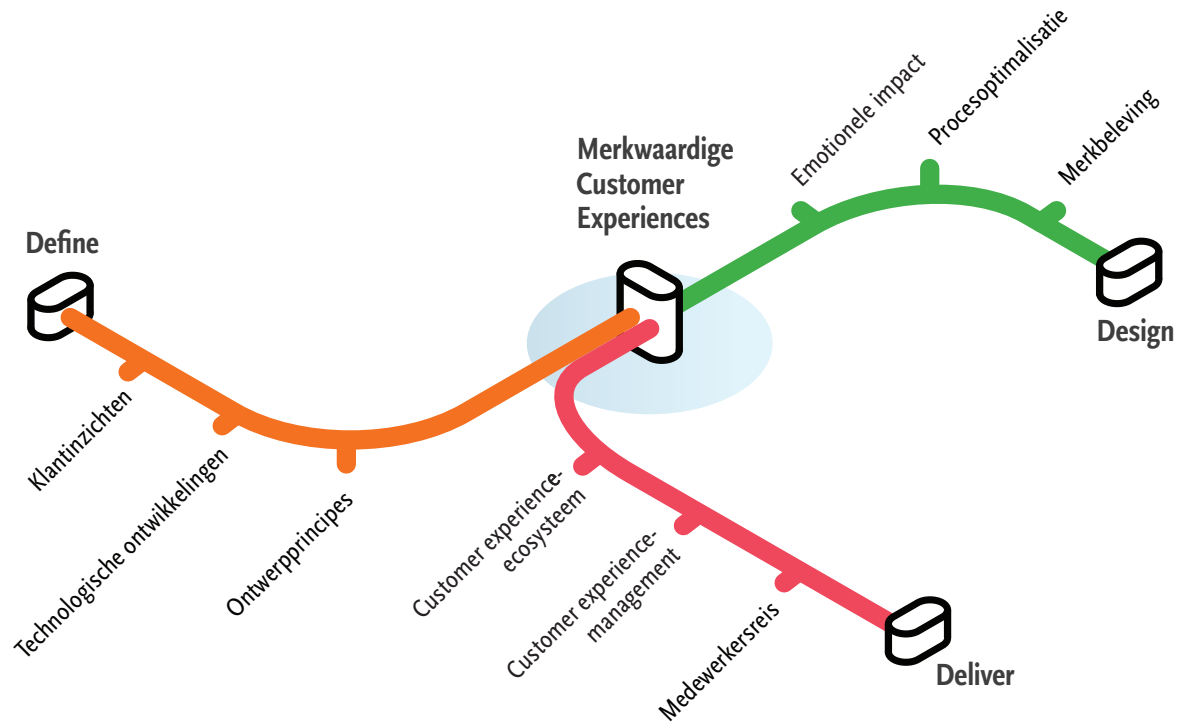 Define
Klantinzichten
Technologische ontwikkelingen
Ontwerpprincipes
Merkwaardige
Customer
Experiences
Emotionele impact
Procesoptimalisatie
Merkbeleving
Design
Customer experience-
ecosysteem
Customer experience-
management
Medewerkersreis
Deliver